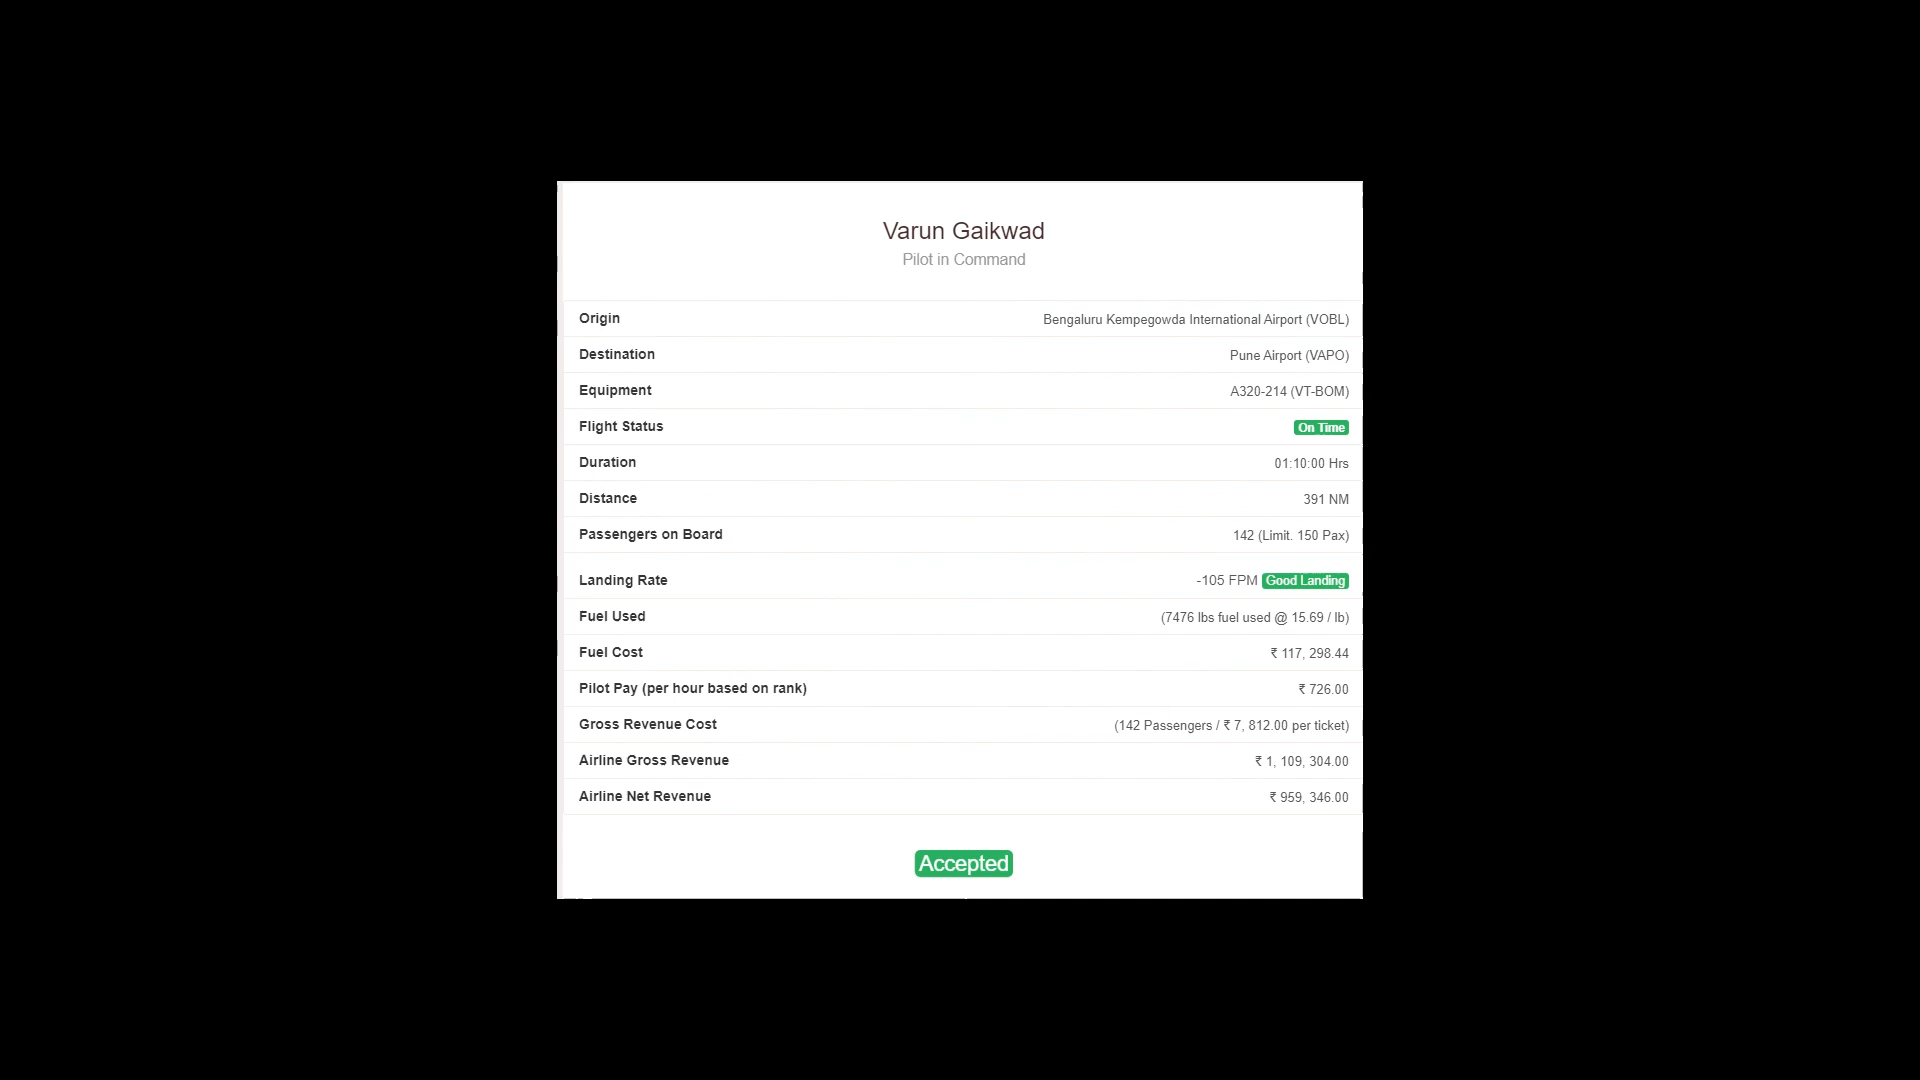 Varun Gaikwad
Pilot in Command
Origin Bengaluru Kempegowda International Airport (VOBL)
Destination Pune Airport (VAPO)
Equipment A320-214 (VT-BOM)
Flight Status On Time
Duration 01:10:00 Hrs
Distance 391 NM
Passengers on Board 142 (Limit. 150 Pax)
Landing Rate -105 FPM Good Landing
Fuel Used (7476 lbs fuel used @ 15.69 / lb)
Fuel Cost ₹ 117, 298.44
Pilot Pay (per hour based on rank) ₹ 726.00
Gross Revenue Cost (142 Passengers / ₹ 7, 812.00 per ticket)
Airline Gross Revenue ₹ 1, 109, 304.00
Airline Net Revenue ₹ 959, 346.00
Accepted